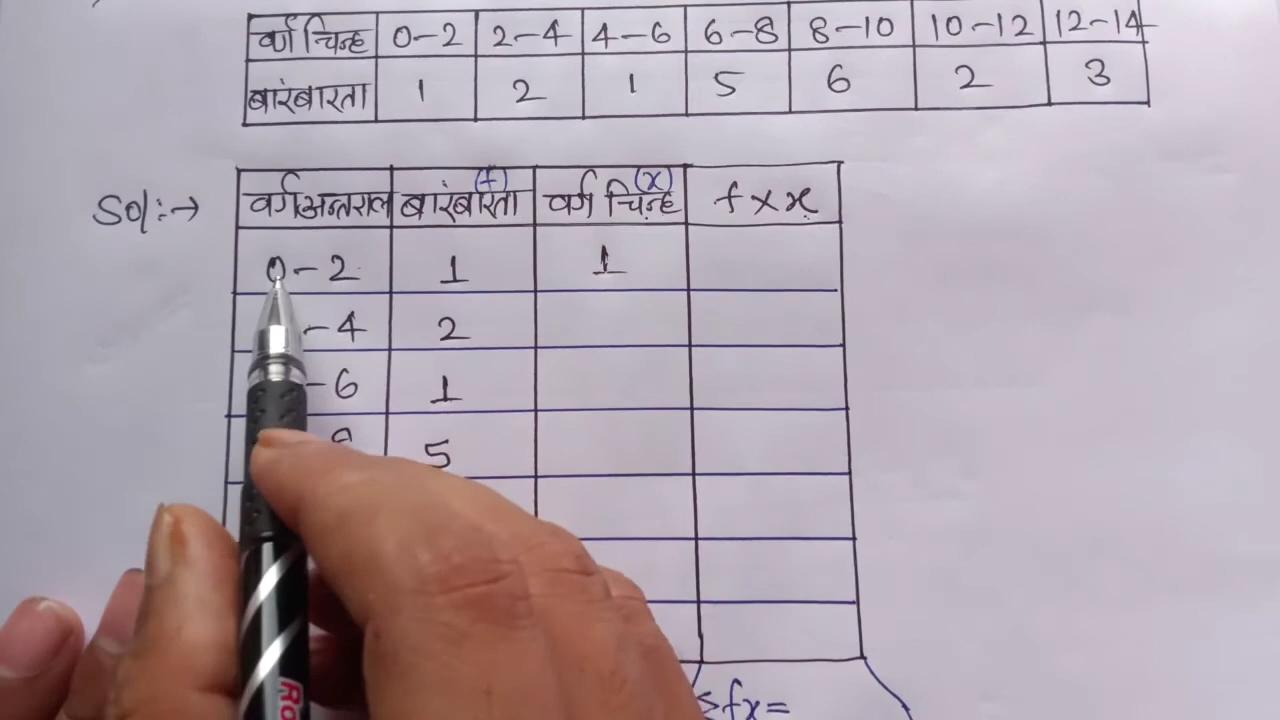 वर्ग चिन्ह 0-2 2-4 4-6 6-8 8-10 10-12 12-14
बारंबारता 1 2 1 5 6 2 3
Sol:→ वर्गअन्तराल बारंबारता (f) वर्ग चिन्ह (x) f×x
0-2 1 1
-4 2
-6 1
5
fx=